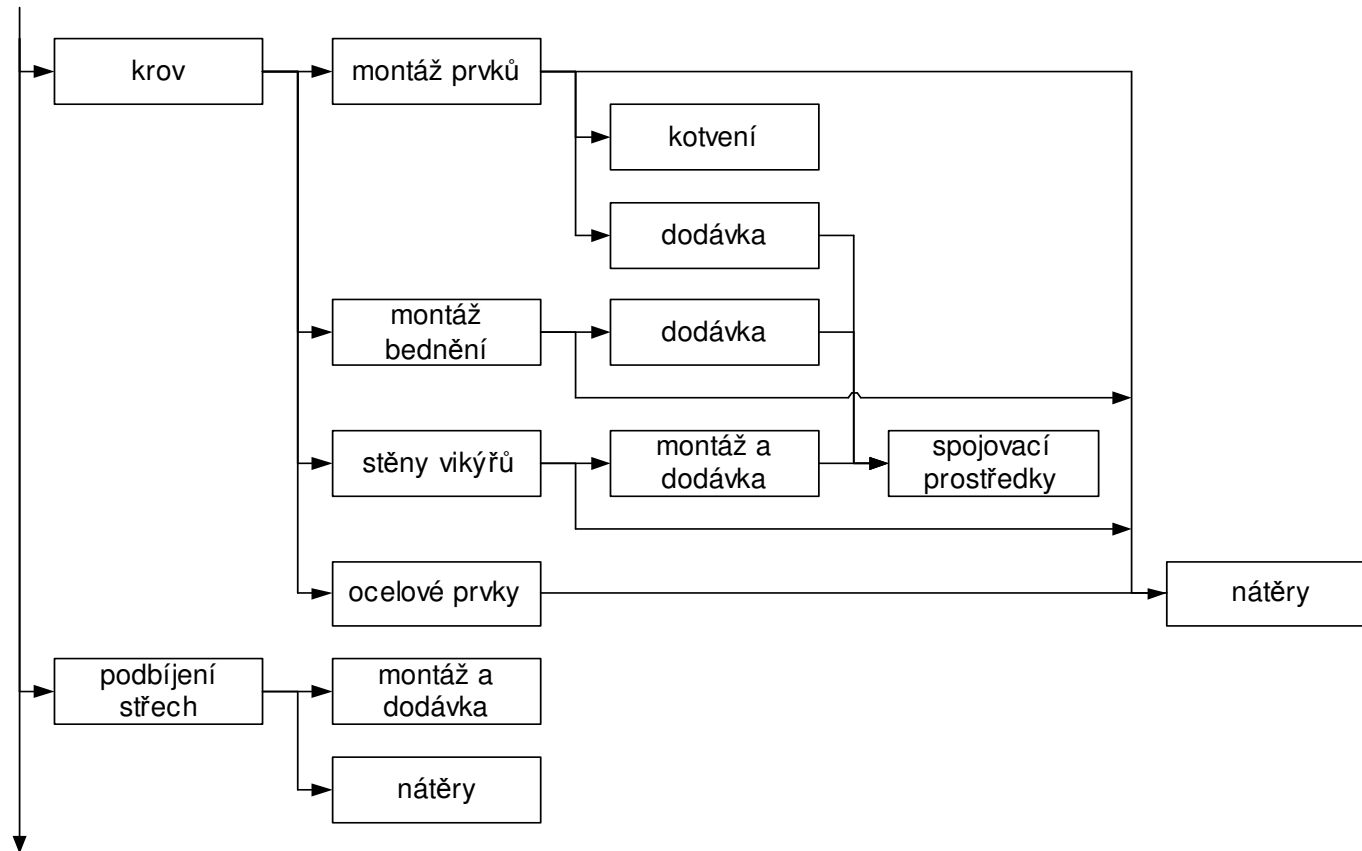 krov
montáž prvků
kotvení
dodávka
montáž
bednění
dodávka
stěny vikýřů
montáž a
dodávka
spojovací
prostředky
ocelové prvky
nátěry
podbíjení
střech
montáž a
dodávka
nátěry